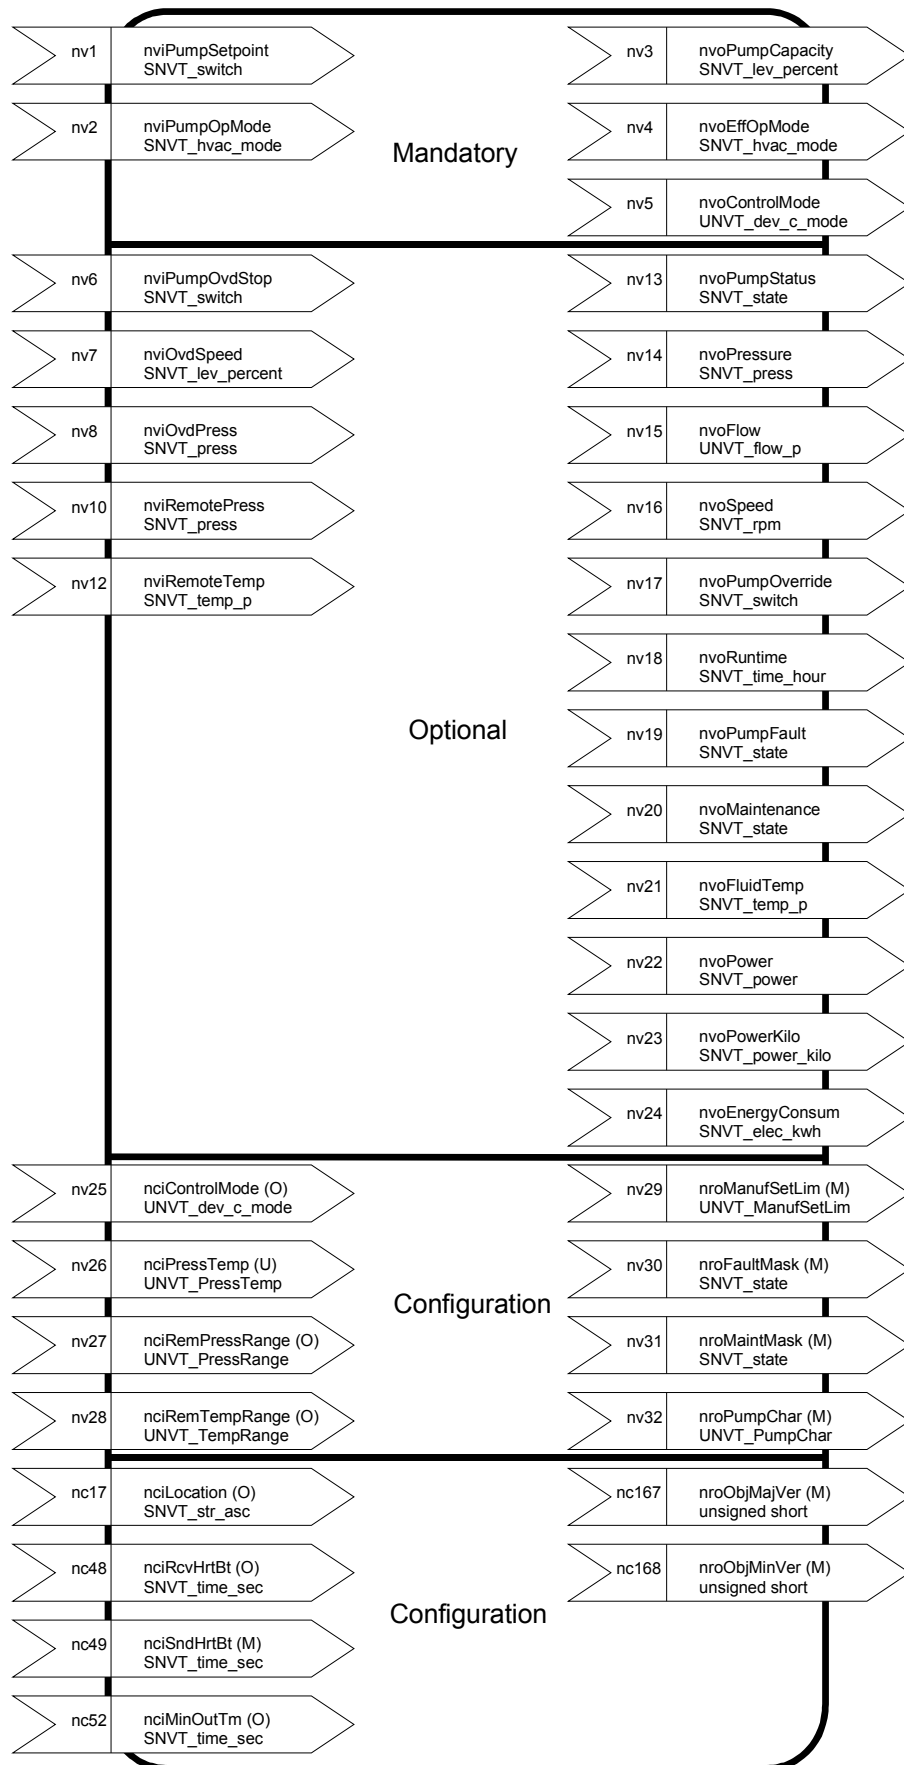 nv1
nviPumpSetpoint
SNVT_switch
nv3
nvoPumpCapacity
SNVT_lev_percent
nv2
nviPumpOpMode
SNVT_hvac_mode
nv4
nvoEffOpMode
SNVT_hvac_mode
Mandatory
nv5
nvoControlMode
UNVT_dev_c_mode
nv6
nviPumpOvdStop
SNVT_switch
nv13
nvoPumpStatus
SNVT_state
nv7
nviOvdSpeed
SNVT_lev_percent
nv14
nvoPressure
SNVT_press
nv8
nviOvdPress
SNVT_press
nv15
nvoFlow
UNVT_flow_p
nv10
nviRemotePress
SNVT_press
nv16
nvoSpeed
SNVT_rpm
nv12
nviRemoteTemp
SNVT_temp_p
nv17
nvoPumpOverride
SNVT_switch
nv18
nvoRuntime
SNVT_time_hour
Optional
nv19
nvoPumpFault
SNVT_state
nv20
nvoMaintenance
SNVT_state
nv21
nvoFluidTemp
SNVT_temp_p
nv22
nvoPower
SNVT_power
nv23
nvoPowerKilo
SNVT_power_kilo
nv24
nvoEnergyConsum
SNVT_elec_kwh
nv25
nciControlMode (O)
UNVT_dev_c_mode
nv29
nroManufSetLim (M)
UNVT_ManufSetLim
nv26
nciPressTemp (U)
UNVT_PressTemp
nv30
nroFaultMask (M)
SNVT_state
Configuration
nv27
nciRemPressRange (O)
UNVT_PressRange
nv31
nroMaintMask (M)
SNVT_state
nv28
nciRemTempRange (O)
UNVT_TempRange
nv32
nroPumpChar (M)
UNVT_PumpChar
nc17
nciLocation (O)
SNVT_str_asc
nc167
nroObjMajVer (M)
unsigned short
nc48
nciRcvHrtBt (O)
SNVT_time_sec
nc168
nroObjMinVer (M)
unsigned short
Configuration
nc49
nciSndHrtBt (M)
SNVT_time_sec
nc52
nciMinOutTm (O)
SNVT_time_sec